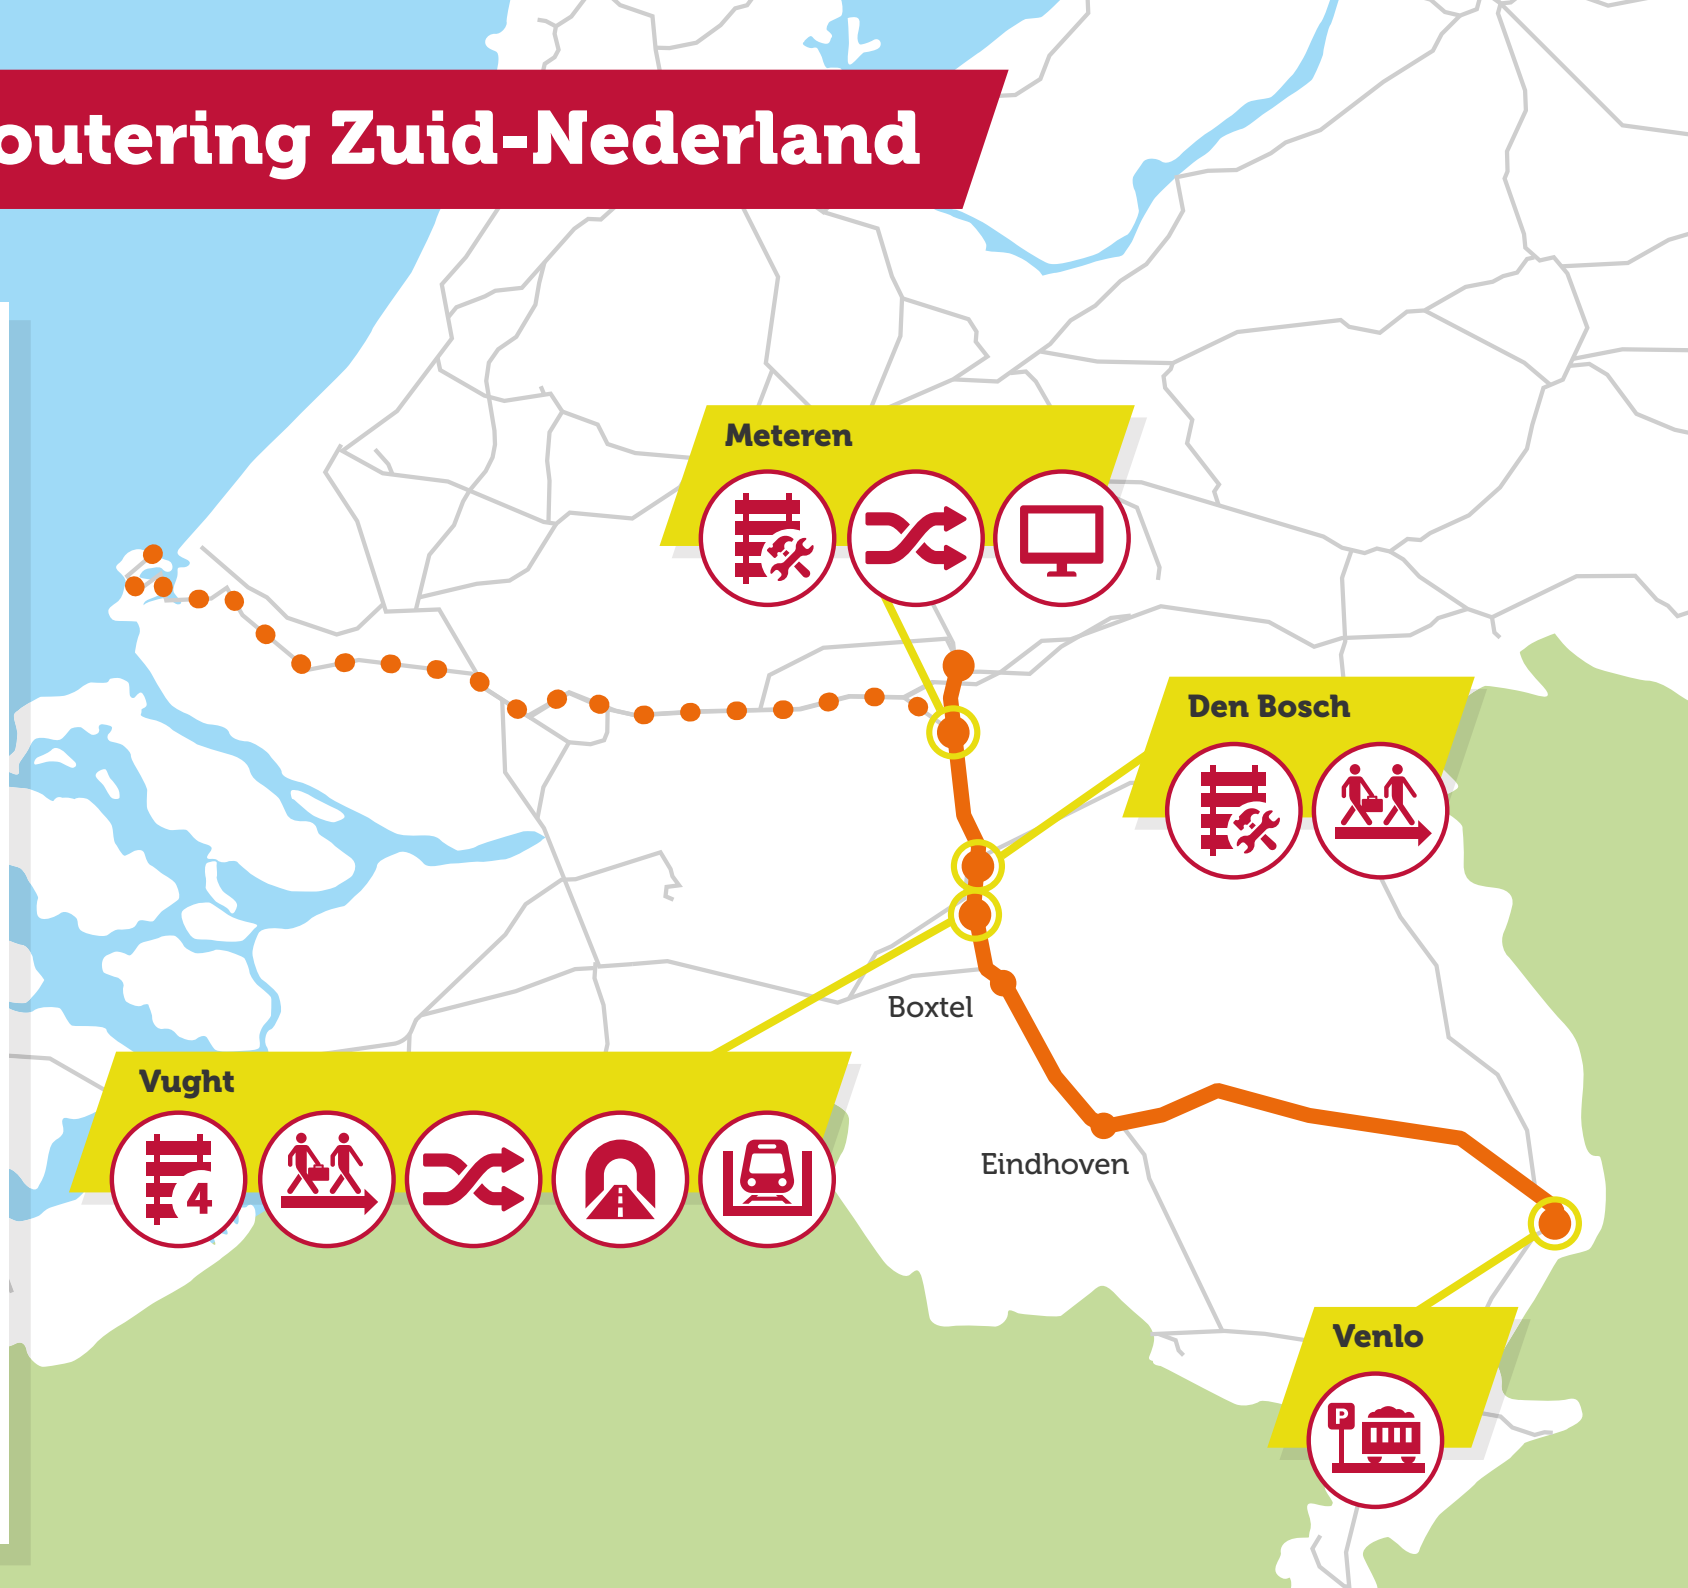 outering Zuid-Nederland
Meteren
Den Bosch
Boxtel
Vught
4
Eindhoven
Venlo
P